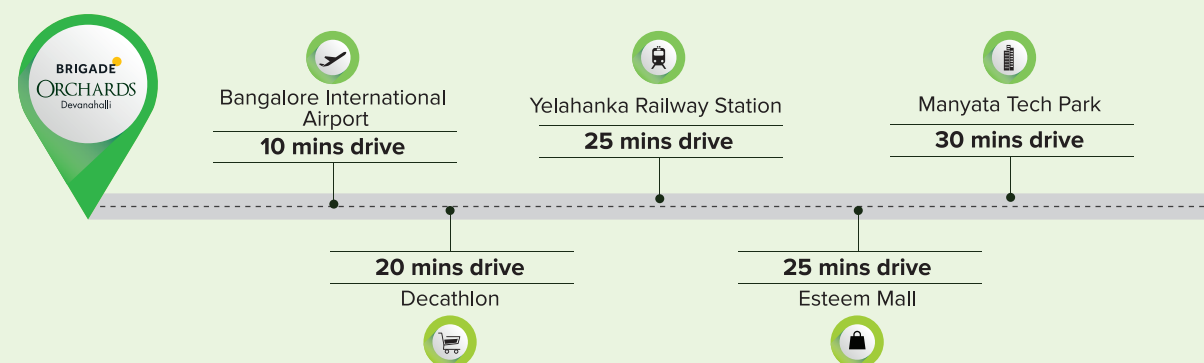 BRIGADE
ORCHARDS
Devanahalli
Bangalore International
Airport
10 mins drive
Yelahanka Railway Station
25 mins drive
Manyata Tech Park
30 mins drive
20 mins drive
Decathlon
25 mins drive
Esteem Mall